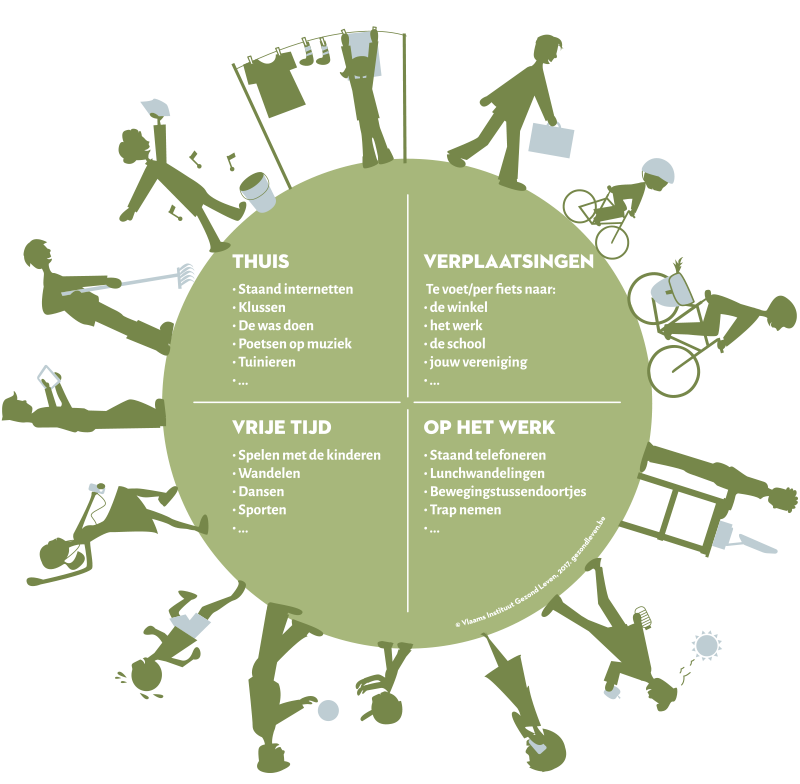 THUIS
· Staand internetten
· Klussen
· De was doen
· Poetsen op muziek
· Tuinieren
· ...
VERPLAATSINGEN
Te voet/per fiets naar:
· de winkel
· het werk
· de school
· jouw vereniging
· ...
VRIJE TIJD
· Spelen met de kinderen
· Wandelen
· Dansen
· Sporten
· ...
OP HET WERK
· Staand telefoneren
· Lunchwandelingen
· Bewegingstussendoortjes
· Trap nemen
· ...
© Vlaams Instituut Gezond Leven, 2017, gezondleven.be